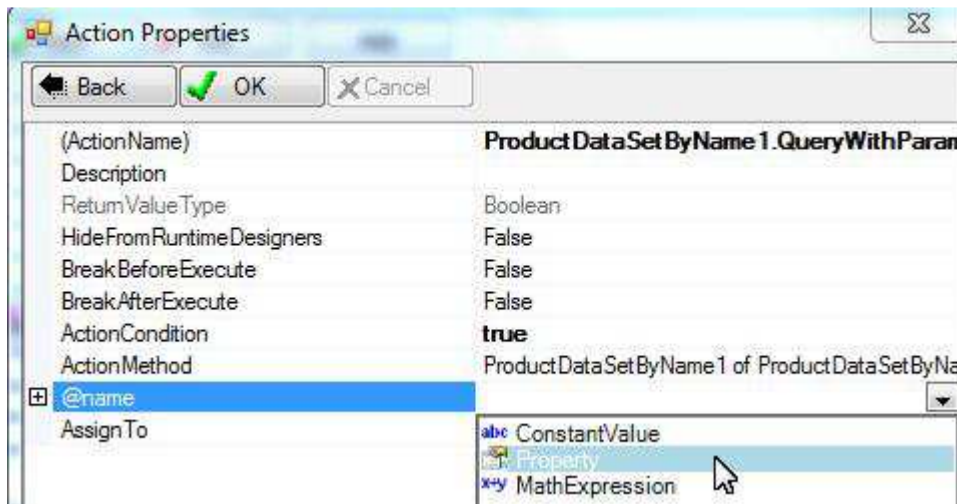 Action Properties
Back OK Cancel
(ActionName) ProductDataSetByName1.QueryWithParam
Description
ReturnValueType Boolean
HideFromRuntimeDesigners False
BreakBeforeExecute False
BreakAfterExecute False
ActionCondition true
ActionMethod ProductDataSetByName1 of ProductDataSetByNa
@name
AssignTo
abc ConstantValue
Property
x+y MathExpression